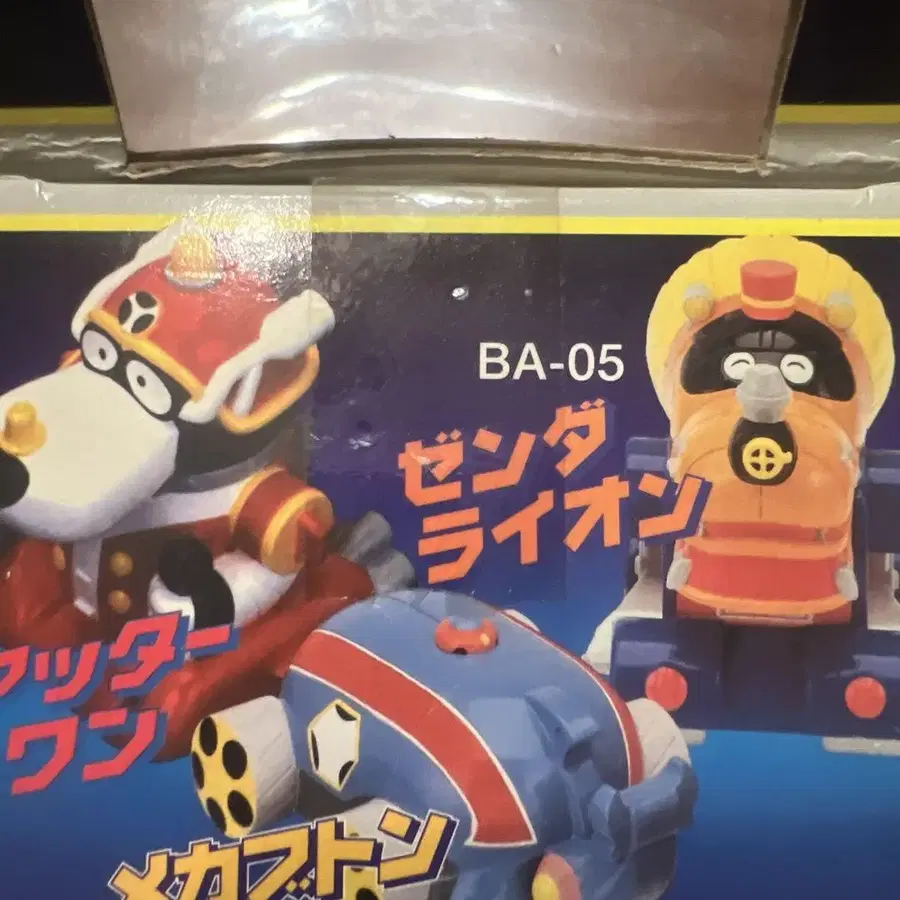 BA-05
ゼンダ
ライオン
ッター
ワン
メカブトン